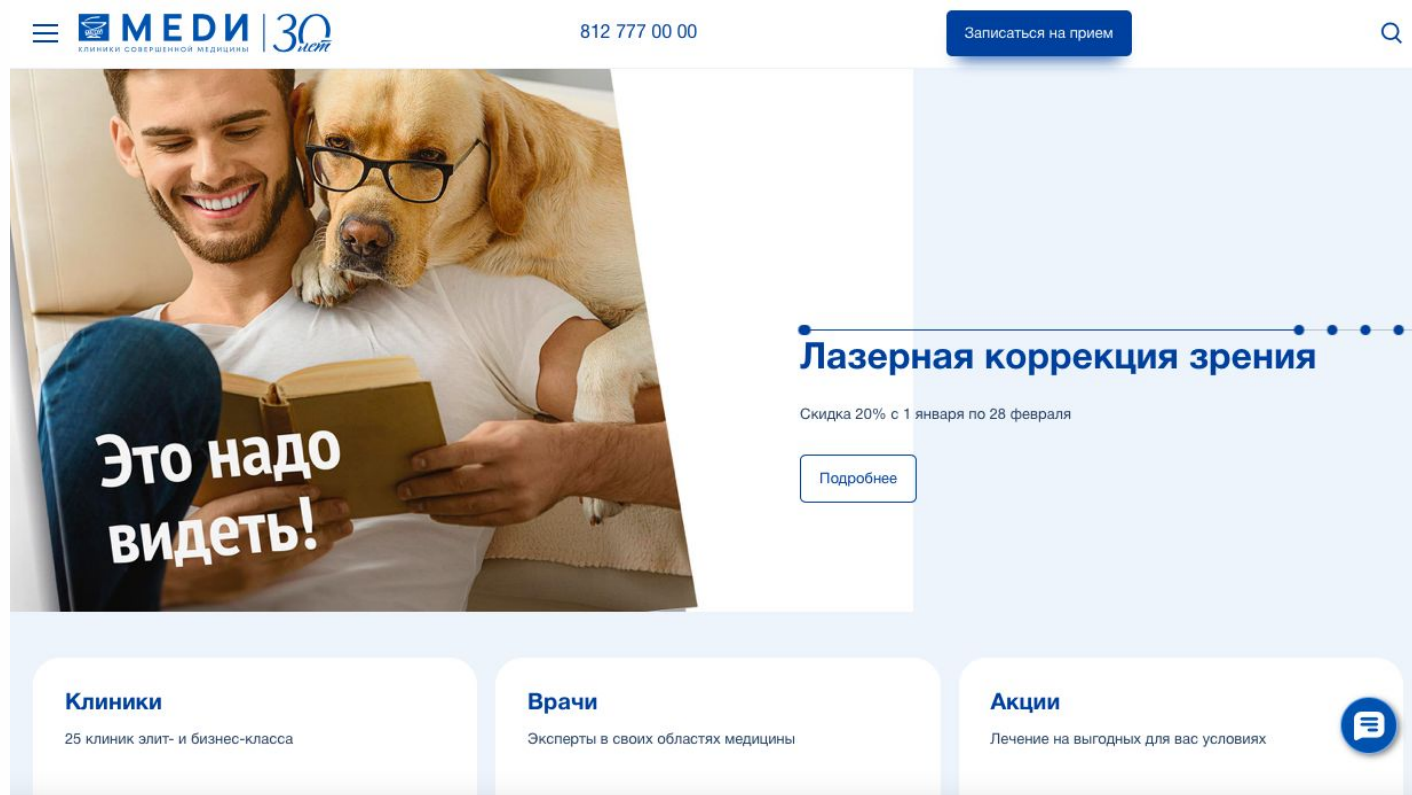 МЕДИ
КЛИНИКИ СОВЕРШЕННОЙ МЕДИЦИНЫ
30 лет
812 777 00 00
Записаться на прием
Это надо
видеть!
Лазерная коррекция зрения
Скидка 20% с 1 января по 28 февраля
Подробнее
Клиники
25 клиник элит- и бизнес-класса
Врачи
Эксперты в своих областях медицины
Акции
Лечение на выгодных для вас условиях